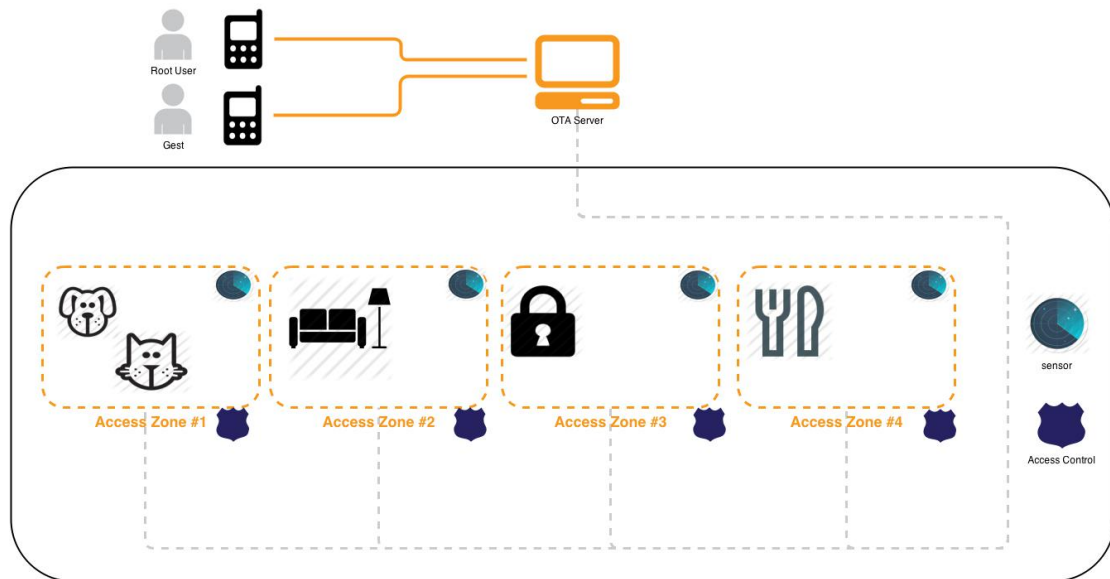 Root User
OTA Server
Gest
Access Zone #1
Access Zone #2
Access Zone #3
Access Zone #4
sensor
Access Control